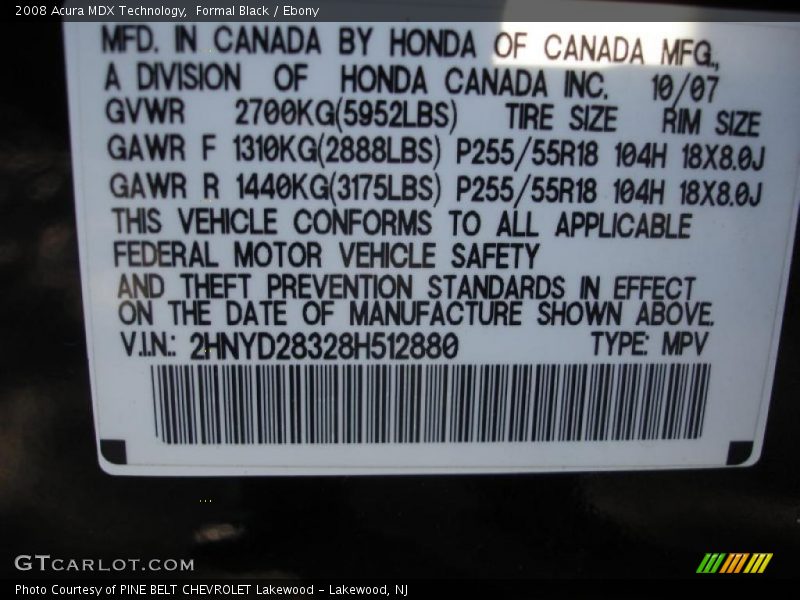 2008 Acura MDX Technology,  Formal Black / Ebony
MFD. IN CANADA BY HONDA OF CANADA MFG.,
A DIVISION OF HONDA CANADA INC. 10/07
GVWR 2700KG(5952LBS) TIRE SIZE RIM SIZE
GAWR F 1310KG(2888LBS) P255/55R18 104H 18X8.0J
GAWR R 1440KG(3175LBS) P255/55R18 104H 18X8.0J
THIS VEHICLE CONFORMS TO ALL APPLICABLE
FEDERAL MOTOR VEHICLE SAFETY
AND THEFT PREVENTION STANDARDS IN EFFECT
ON THE DATE OF MANUFACTURE SHOWN ABOVE.
V.I.N.: 2HNYD28328H512880 TYPE: MPV
GTCARLOT.COM
Photo Courtesy of PINE BELT CHEVROLET Lakewood - Lakewood, NJ